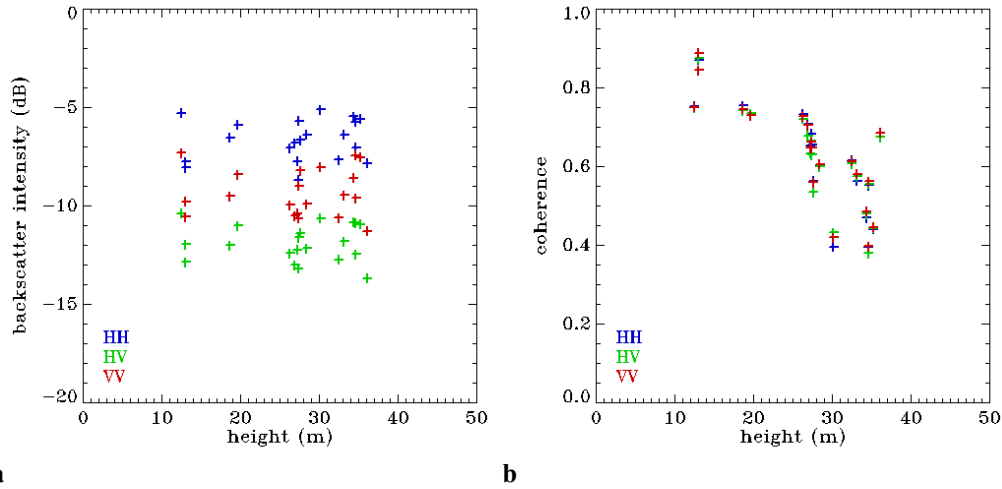 0
−5
−10
−15
−20
backscatter intensity (dB)
HH
HV
VV
0 10 20 30 40 50
height (m)
a
1.0
0.8
0.6
0.4
0.2
0.0
coherence
HH
HV
VV
0 10 20 30 40 50
height (m)
b